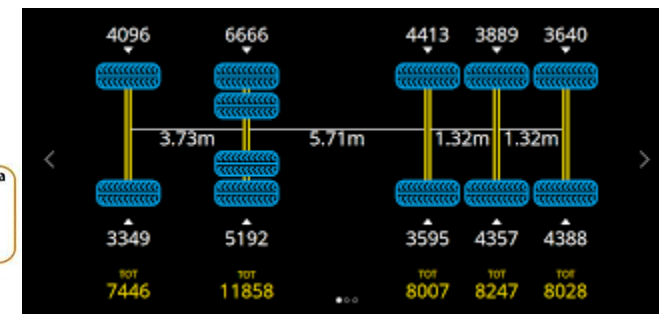 4096 6666 4413 3889 3640
3.73m 5.71m 1.32m 1.32m
a
3349 5192 3595 4357 4388
TOT TOT TOT TOT TOT
7446 11858 8007 8247 8028